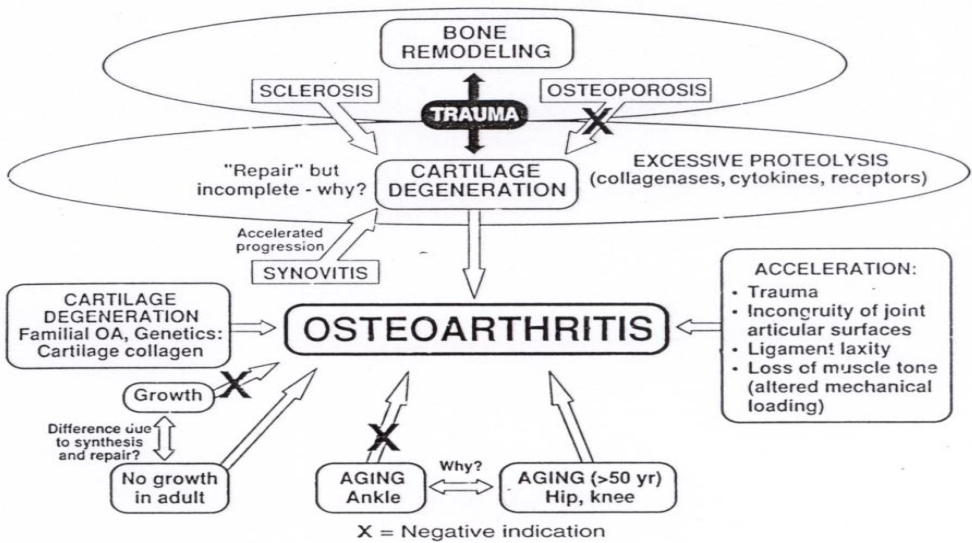 BONE
REMODELING
SCLEROSIS
OSTEOPOROSIS
TRAUMA
X
"Repair" but
incomplete - why?
CARTILAGE
DEGENERATION
EXCESSIVE PROTEOLYSIS
(collagenases, cytokines, receptors)
Accelerated
progression
SYNOVITIS
CARTILAGE
DEGENERATION
Familial OA, Genetics:
Cartilage collagen
OSTEOARTHRITIS
ACCELERATION:
• Trauma
• Incongruity of joint
articular surfaces
• Ligament laxity
• Loss of muscle tone
(altered mechanical
loading)
Growth
X
Difference due
to synthesis
and repair?
No growth
in adult
X
AGING
Ankle
Why?
AGING (>50 yr)
Hip, knee
X = Negative indication